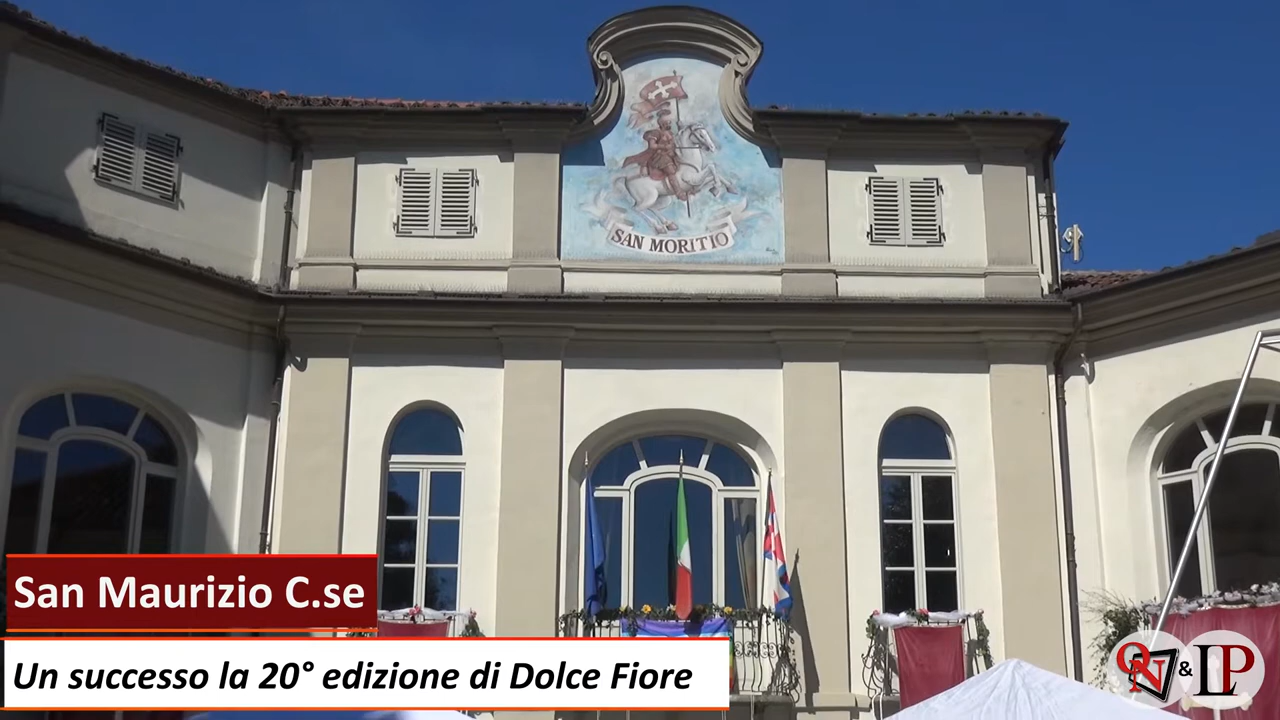 SAN MORITIO
San Maurizio C.se
Un successo la 20° edizione di Dolce Fiore
QN & LP